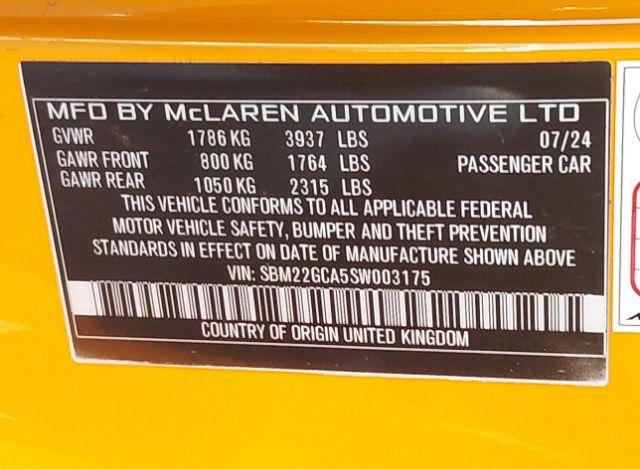 MFD BY McLAREN AUTOMOTIVE LTD
GVWR 1786 KG 3937 LBS 07/24
GAWR FRONT 800 KG 1764 LBS PASSENGER CAR
GAWR REAR 1050 KG 2315 LBS
THIS VEHICLE CONFORMS TO ALL APPLICABLE FEDERAL
MOTOR VEHICLE SAFETY, BUMPER AND THEFT PREVENTION
STANDARDS IN EFFECT ON DATE OF MANUFACTURE SHOWN ABOVE
VIN: SBM22GCA5SW003175
COUNTRY OF ORIGIN UNITED KINGDOM